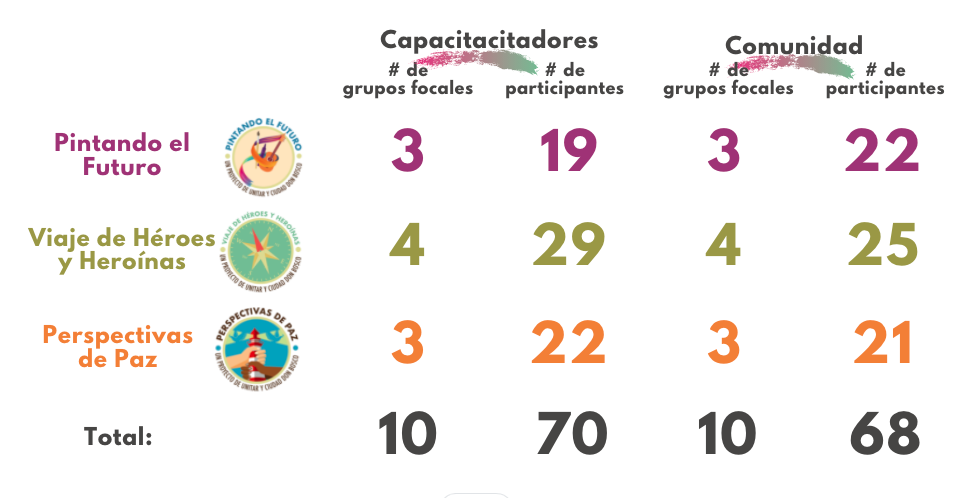 Capacitacitadores
Comunidad
# de
grupos focales
# de
participantes
# de
grupos focales
# de
participantes
Pintando el
Futuro
PINTANDO EL FUTURO
UN PROYECTO DE UNITAR Y CIUDAD DON BOSCO
3
19
3
22
Viaje de Héroes
y Heroínas
VIAJE DE HÉROES Y HEROÍNAS
UN PROYECTO DE UNITAR Y CIUDAD DON BOSCO
4
29
4
25
Perspectivas
de Paz
PERSPECTIVAS DE PAZ
UN PROYECTO DE UNITAR Y CIUDAD DON BOSCO
3
22
3
21
Total:
10
70
10
68